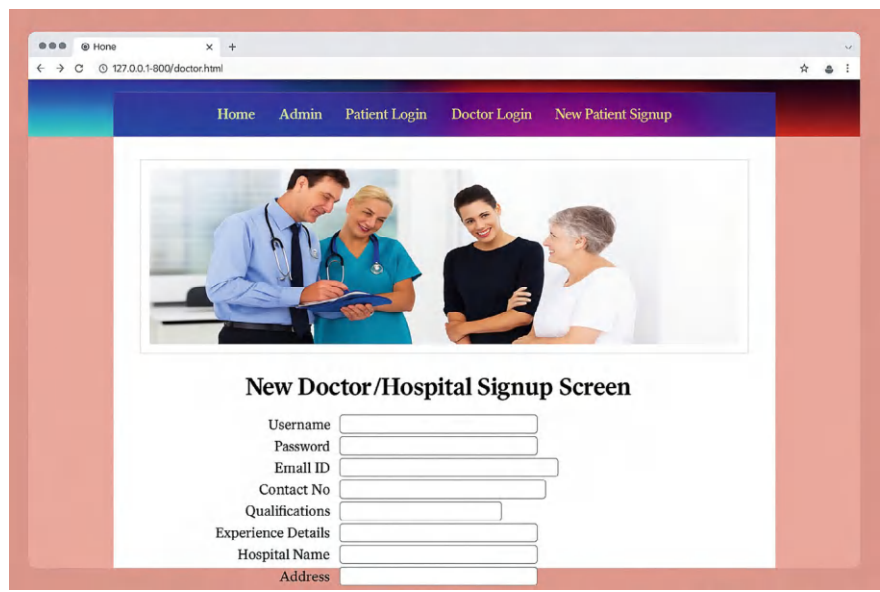 Hone × +
127.0.0.1-800/doctor.html
Home Admin Patient Login Doctor Login New Patient Signup
New Doctor/Hospital Signup Screen
Username
Password
Emall ID
Contact No
Qualifications
Experience Details
Hospital Name
Address